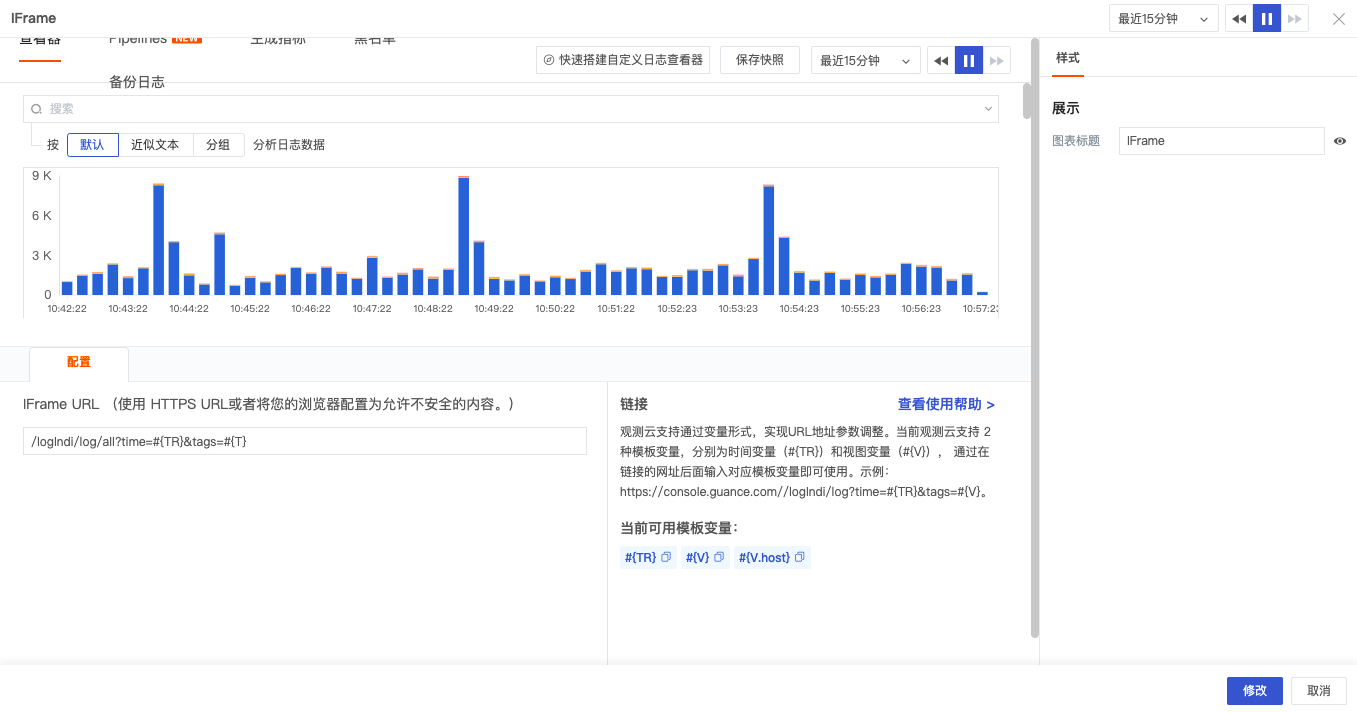 IFrame
最近15分钟
查看器
Pipelines NEW
生成指标
黑名单
快速搭建自定义日志查看器
保存快照
最近15分钟
样式
备份日志
搜索
展示
图表标题
IFrame
按
默认
近似文本
分组
分析日志数据
9 K
6 K
3 K
0
10:42:22
10:43:22
10:44:22
10:45:22
10:46:22
10:47:22
10:48:22
10:49:22
10:50:22
10:51:22
10:52:23
10:53:23
10:54:23
10:55:23
10:56:23
10:57:23
配置
IFrame URL （使用 HTTPS URL或者将您的浏览器配置为允许不安全的内容。）
/logIndi/log/all?time=#{TR}&tags=#{T}
链接
查看使用帮助 >
观测云支持通过变量形式，实现URL地址参数调整。当前观测云支持 2
种模板变量，分别为时间变量（#{TR}）和视图变量（#{V}）， 通过在
链接的网址后面输入对应模板变量即可使用。示例：
https://console.guance.com//logIndi/log?time=#{TR}&tags=#{V}。
当前可用模板变量：
#{TR}
#{V}
#{V.host}
修改
取消